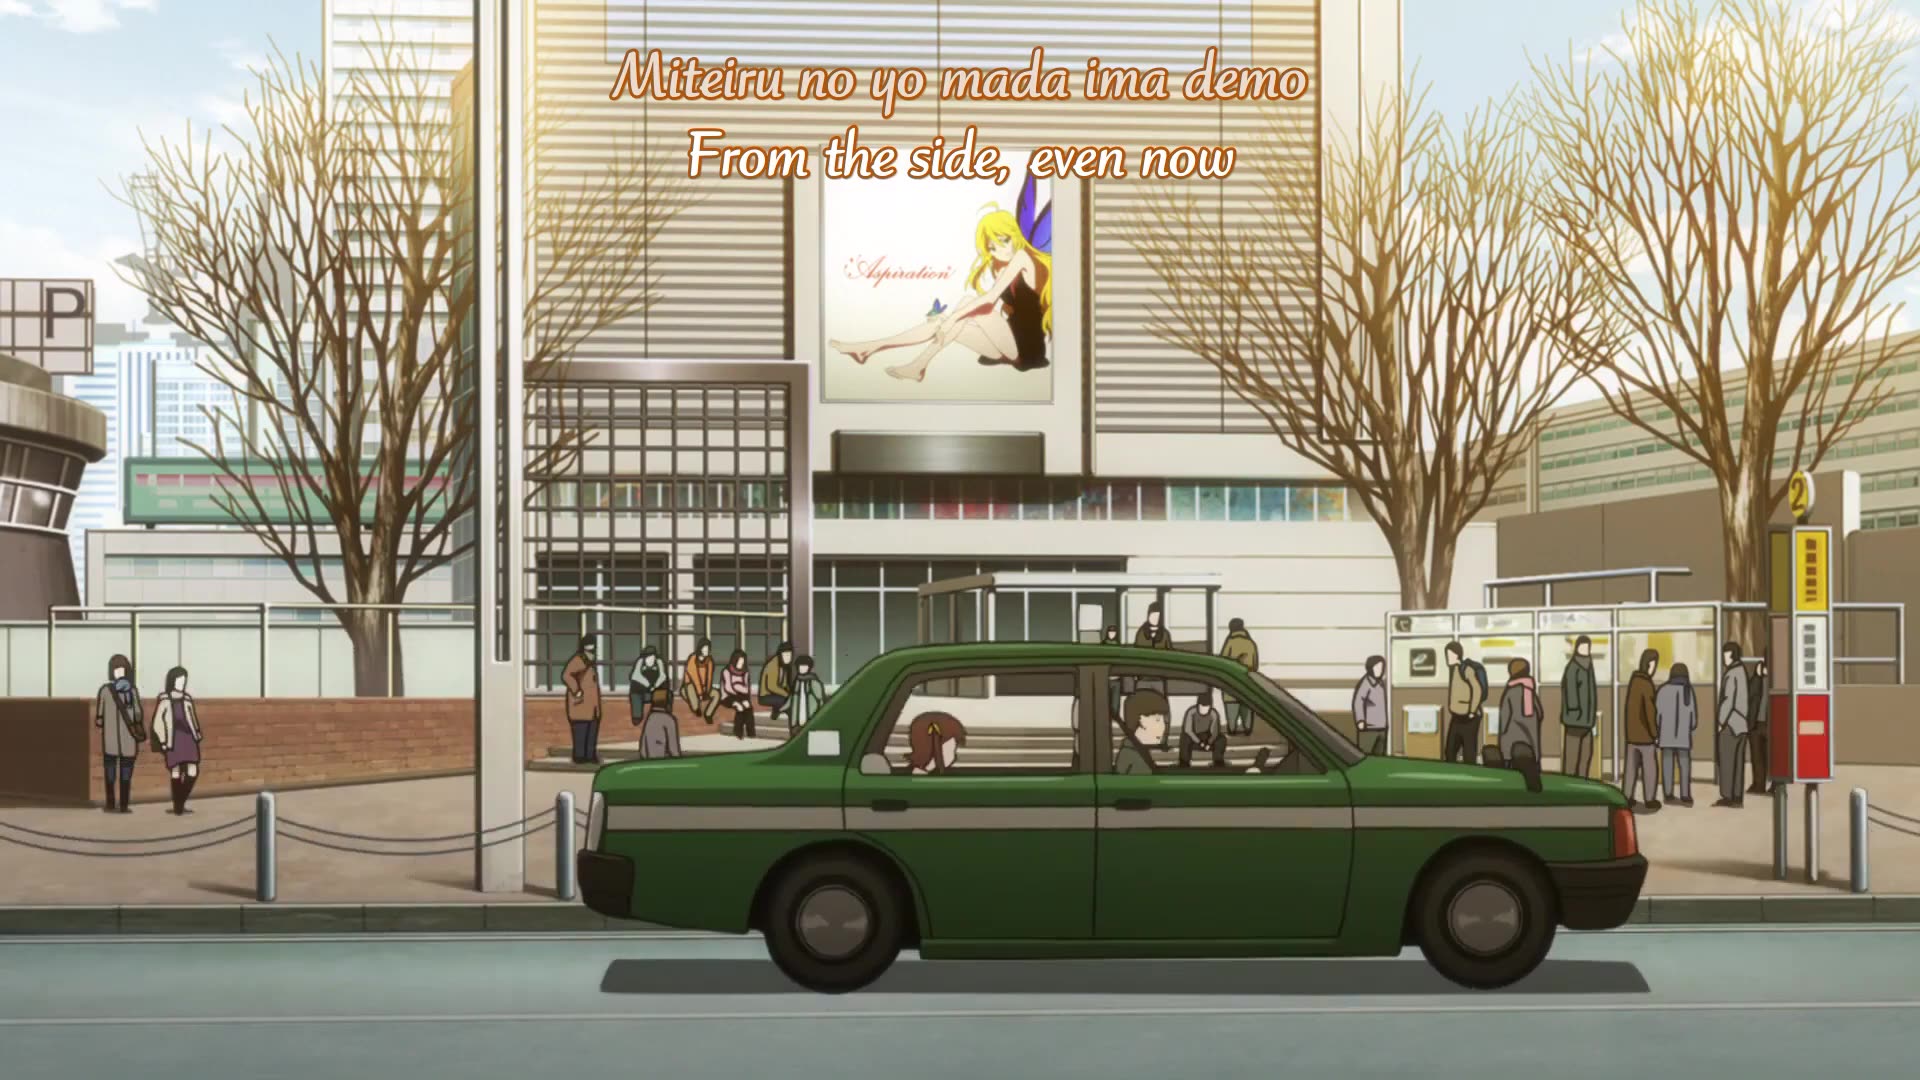 Miteiru no yo mada ima demo
From the side, even now
Aspiration
P
2